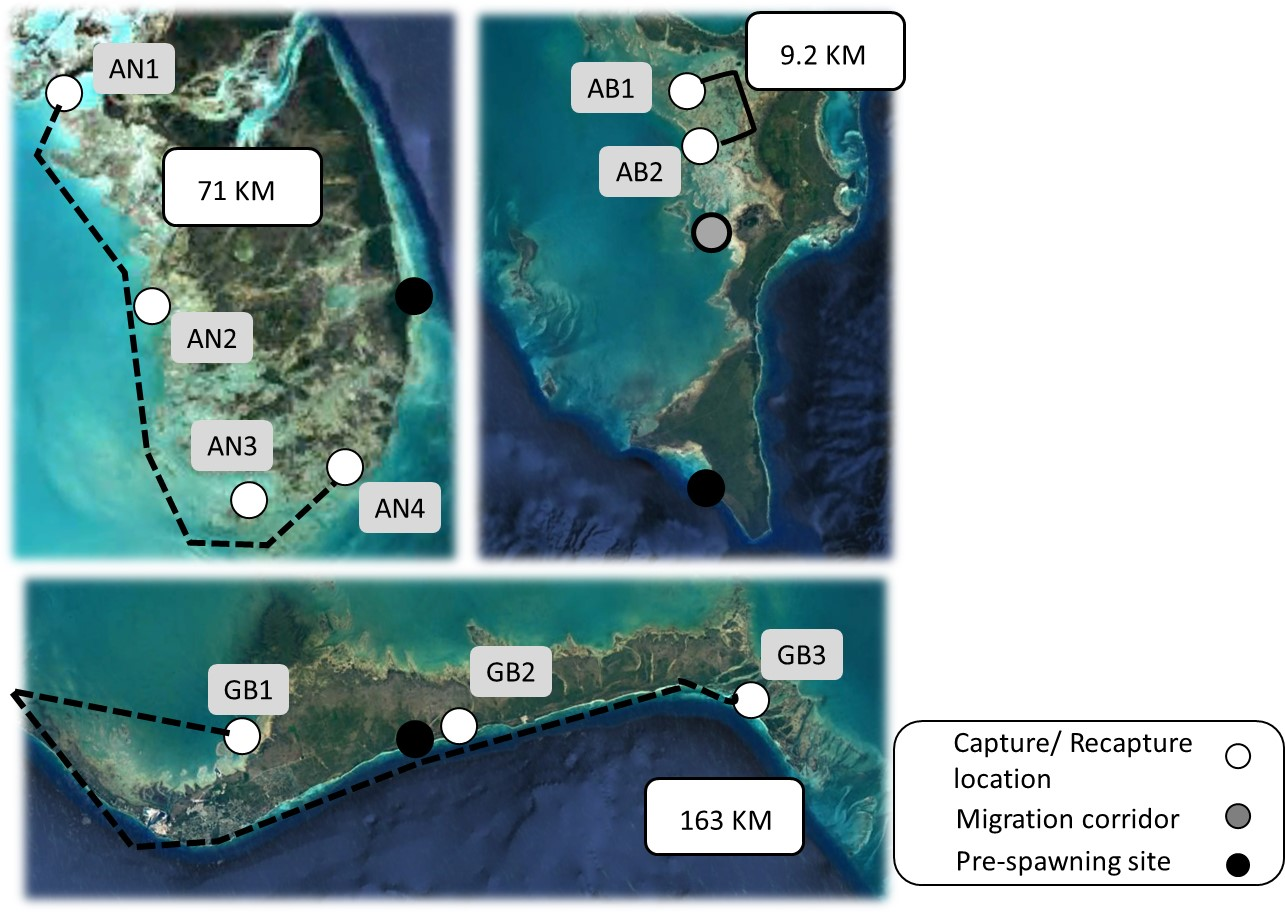 AN1
71 KM
AN2
AN3
AN4
9.2 KM
AB1
AB2
GB1
GB2
GB3
163 KM
Capture/ Recapture
location
Migration corridor
Pre-spawning site